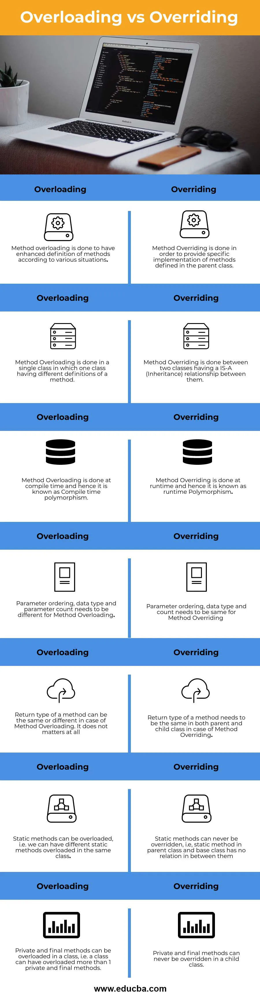 Overloading vs Overriding
MacBook Air
Overloading
Overriding
Method overloading is done to have
enhanced definition of methods
according to various situations.
Method Overriding is done in
order to provide specific
implementation of methods
defined in the parent class.
Overloading
Overriding
Method Overloading is done in a
single class in which one class
having different definitions of a
method.
Method Overriding is done between
two classes having a IS-A
(Inheritance) relationship between
them.
Overloading
Overriding
Method Overloading is done at
compile time and hence it is
known as Compile time
polymorphism.
Method Overriding is done at
runtime and hence it is known as
runtime Polymorphism.
Overloading
Overriding
Parameter ordering, data type and
parameter count needs to be
different for Method Overloading.
Parameter ordering, data type and
count needs to be same for
Method Overriding
Overloading
Overriding
Return type of a method can be
the same or different in case of
Method Overloading. It does not
matters at all
Return type of a method needs to
be the same in both parent and
child class in case of Method
Overriding.
Overloading
Overriding
Static methods can be overloaded,
i.e. we can have different static
methods overloaded in the same
class.
Static methods can never be
overridden, i.e, static method in
parent class and base class has no
relation in between them
Overloading
Overriding
Private and final methods can be
overloaded in a class, i.e. a class
can have overloaded more than 1
private and final methods.
Private and final methods can
never be overridden in a child
class.
www.educba.com